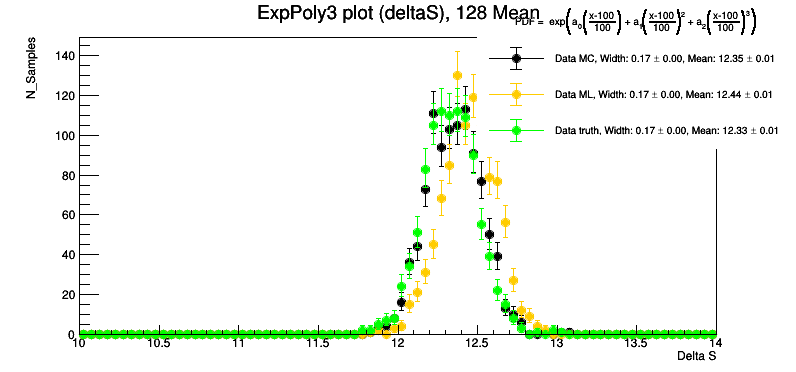 ExpPoly3 plot (deltaS), 128 Mean
PDF = exp(a₀(x-100/100) + a₁(x-100/100)² + a₂(x-100/100)³)
Data MC, Width: 0.17 ± 0.00, Mean: 12.35 ± 0.01
Data ML, Width: 0.17 ± 0.00, Mean: 12.44 ± 0.01
Data truth, Width: 0.17 ± 0.00, Mean: 12.33 ± 0.01
N_Samples
140
120
100
80
60
40
20
0
10 10.5 11 11.5 12 12.5 13 13.5 14
Delta S